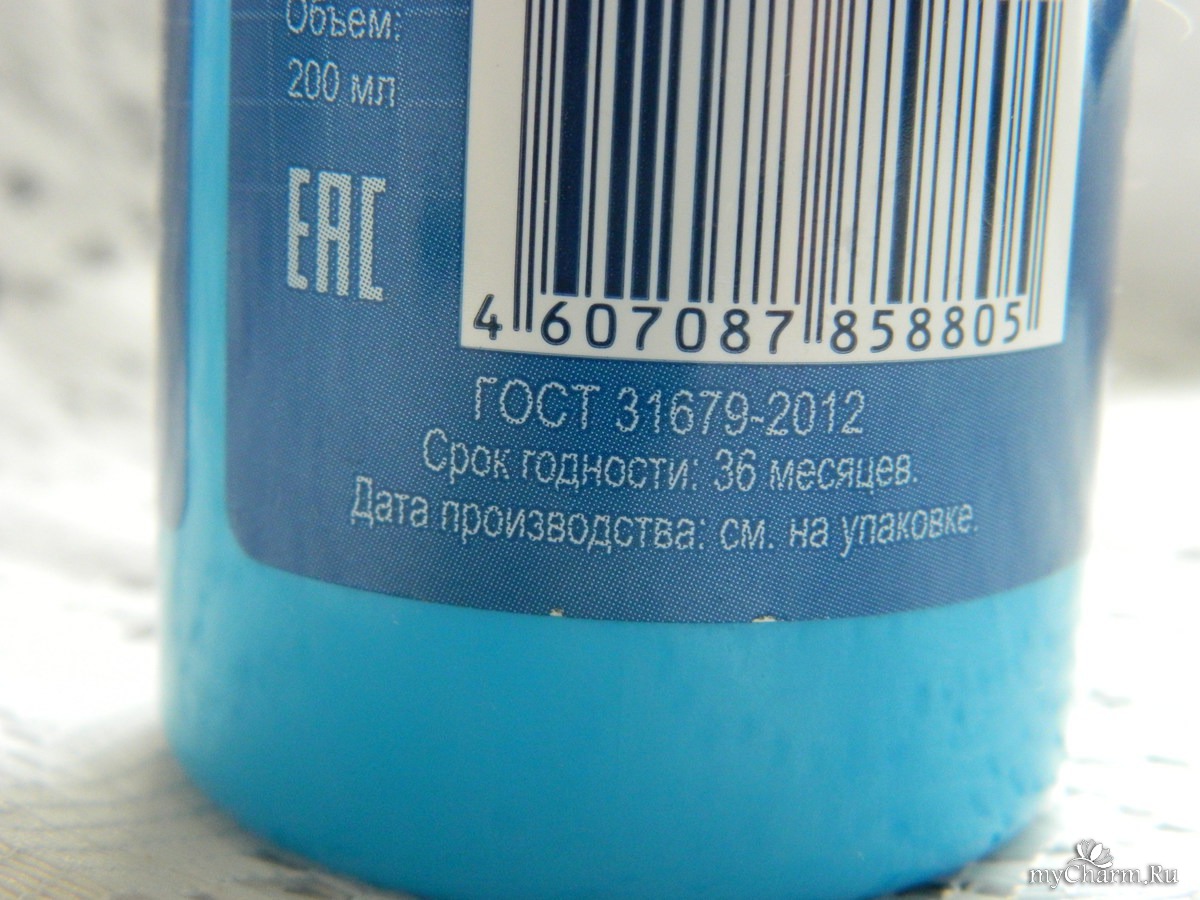 Объем:
200 мл
EAC
4 607087 858805
ГОСТ 31679-2012
Срок годности: 36 месяцев.
Дата производства: см. на упаковке.
myCharm.Ru